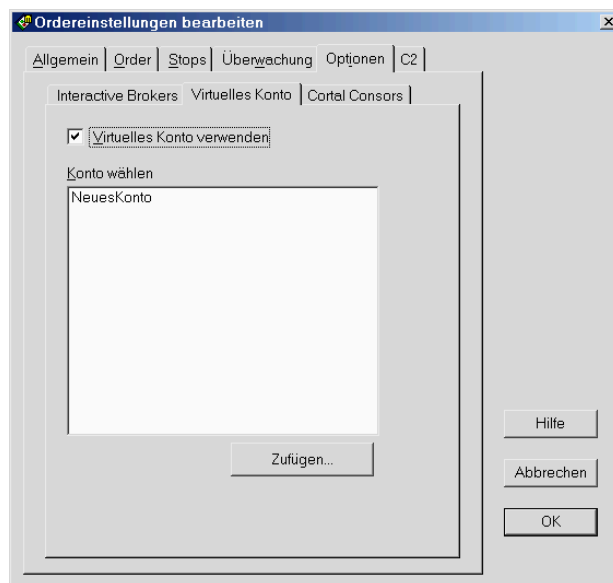 Ordereinstellungen bearbeiten
Allgemein Order Stops Überwachung Optionen C2
Interactive Brokers Virtuelles Konto Cortal Consors
Virtuelles Konto verwenden
Konto wählen
NeuesKonto
Zufügen...
Hilfe
Abbrechen
OK